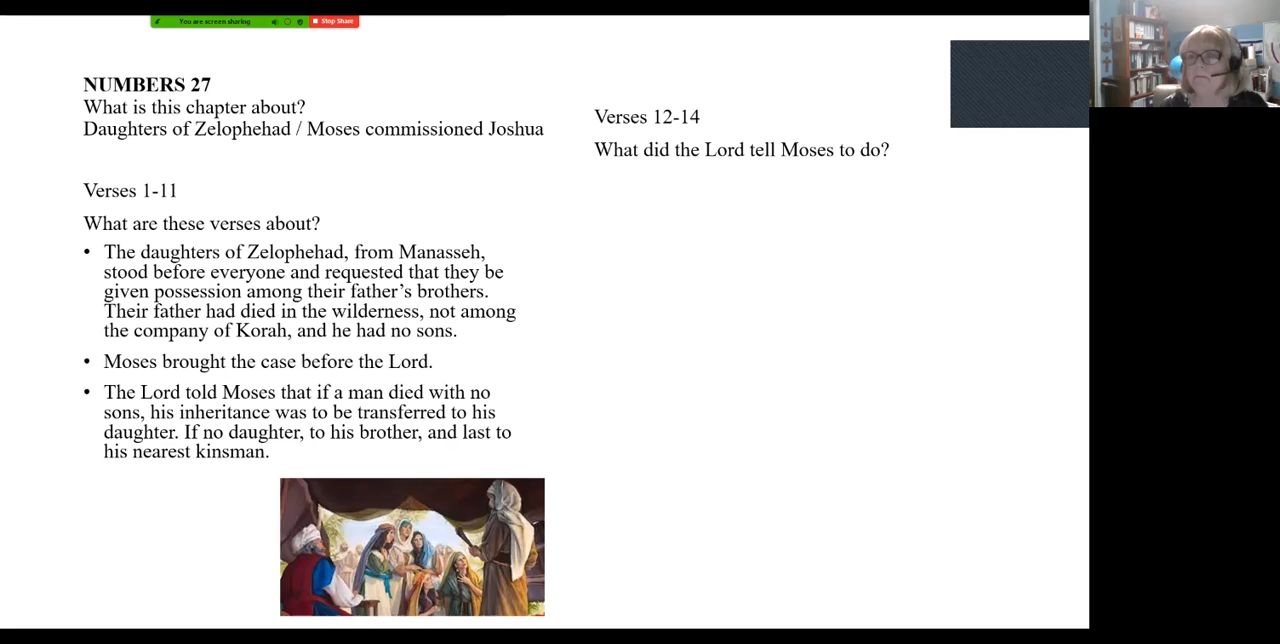 You are screen sharing
Stop Share
NUMBERS 27
What is this chapter about?
Daughters of Zelophehad / Moses commissioned Joshua
Verses 1-11
What are these verses about?
• The daughters of Zelophehad, from Manasseh,
stood before everyone and requested that they be
given possession among their father’s brothers.
Their father had died in the wilderness, not among
the company of Korah, and he had no sons.
• Moses brought the case before the Lord.
• The Lord told Moses that if a man died with no
sons, his inheritance was to be transferred to his
daughter. If no daughter, to his brother, and last to
his nearest kinsman.
Verses 12-14
What did the Lord tell Moses to do?